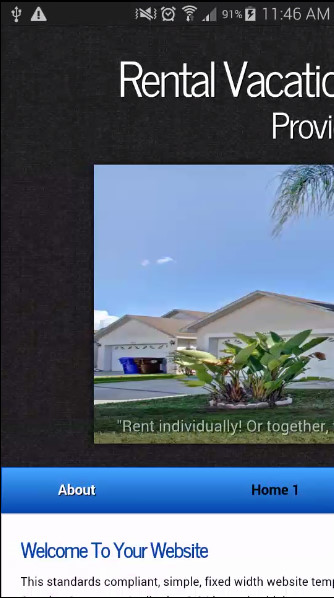 91% 11:46 AM
Rental Vacatio
Provi
"Rent individually! Or together,
About Home 1
Welcome To Your Website
This standards compliant, simple, fixed width website temp